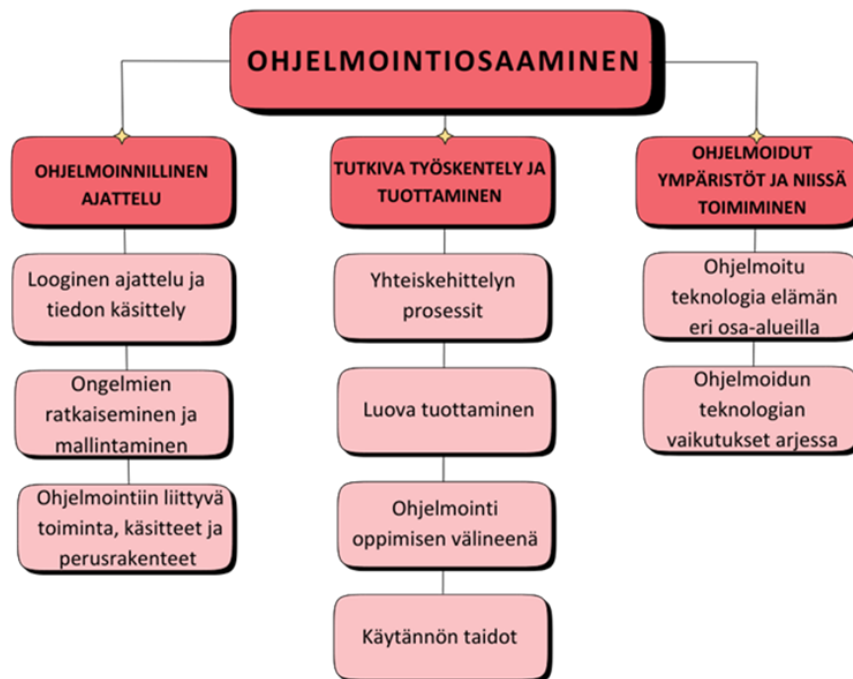 OHJELMOINTIOSAAMINEN
OHJELMOINNILLINEN
AJATTELU
Looginen ajattelu ja
tiedon käsittely
Ongelmien
ratkaiseminen ja
mallintaminen
Ohjelmointiin liittyvä
toiminta, käsitteet ja
perusrakenteet
TUTKIVA TYÖSKENTELY JA
TUOTTAMINEN
Yhteiskehittelyn
prosessit
Luova tuottaminen
Ohjelmointi
oppimisen välineenä
Käytännön taidot
OHJELMOIDUT
YMPÄRISTÖT JA NIISSÄ
TOIMIMINEN
Ohjelmoitu
teknologia elämän
eri osa-alueilla
Ohjelmoidun
teknologian
vaikutukset arjessa